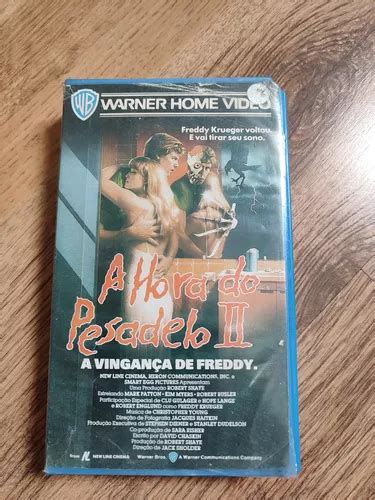 WB WARNER HOME VIDEO
Freddy Krueger voltou.
E vai tirar seu sono.
A Hora do
Pesadelo II
A VINGANÇA DE FREDDY.
NEW LINE CINEMA, HERON COMMUNICATIONS, INC. e
SMART EGG PICTURES Apresentam
Uma Produção ROBERT SHAYE
Estrelando MARK PATTON • KIM MYERS • ROBERT RUSLER
Participação Especial de CLU GULAGER e HOPE LANGE
e ROBERT ENGLUND como FREDDY KRUEGER
Música de CHRISTOPHER YOUNG
Direção de Fotografia JACQUES HAITKIN
Produção Executiva de STEPHEN DIENER e STANLEY DUDELSON
Co-produção de SARA RISHER
Escrito por DAVID CHASKIN
Produção de ROBERT SHAYE
Direção de JACK SHOLDER
NEW LINE CINEMA
Warner Bros. A Warner Communications Company